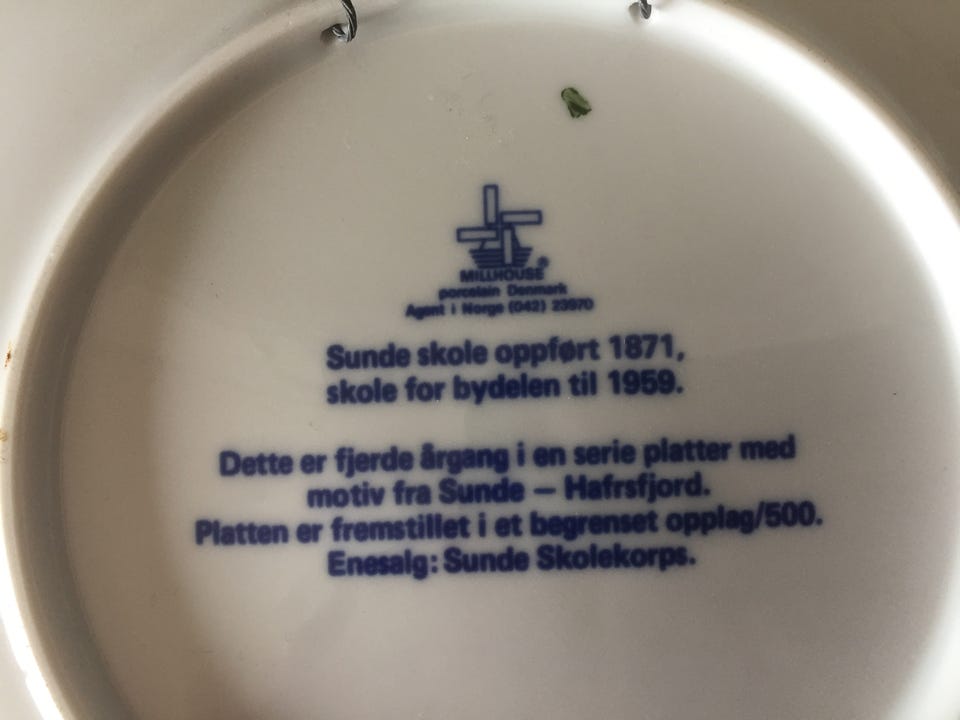 MILLHOUSE®
porcelain Denmark
Agent i Norge (042) 23970
Sunde skole oppført 1871,
skole for bydelen til 1959.
Dette er fjerde årgang i en serie platter med
motiv fra Sunde – Hafrsfjord.
Platten er fremstillet i et begrenset opplag/500.
Enesalg: Sunde Skolekorps.